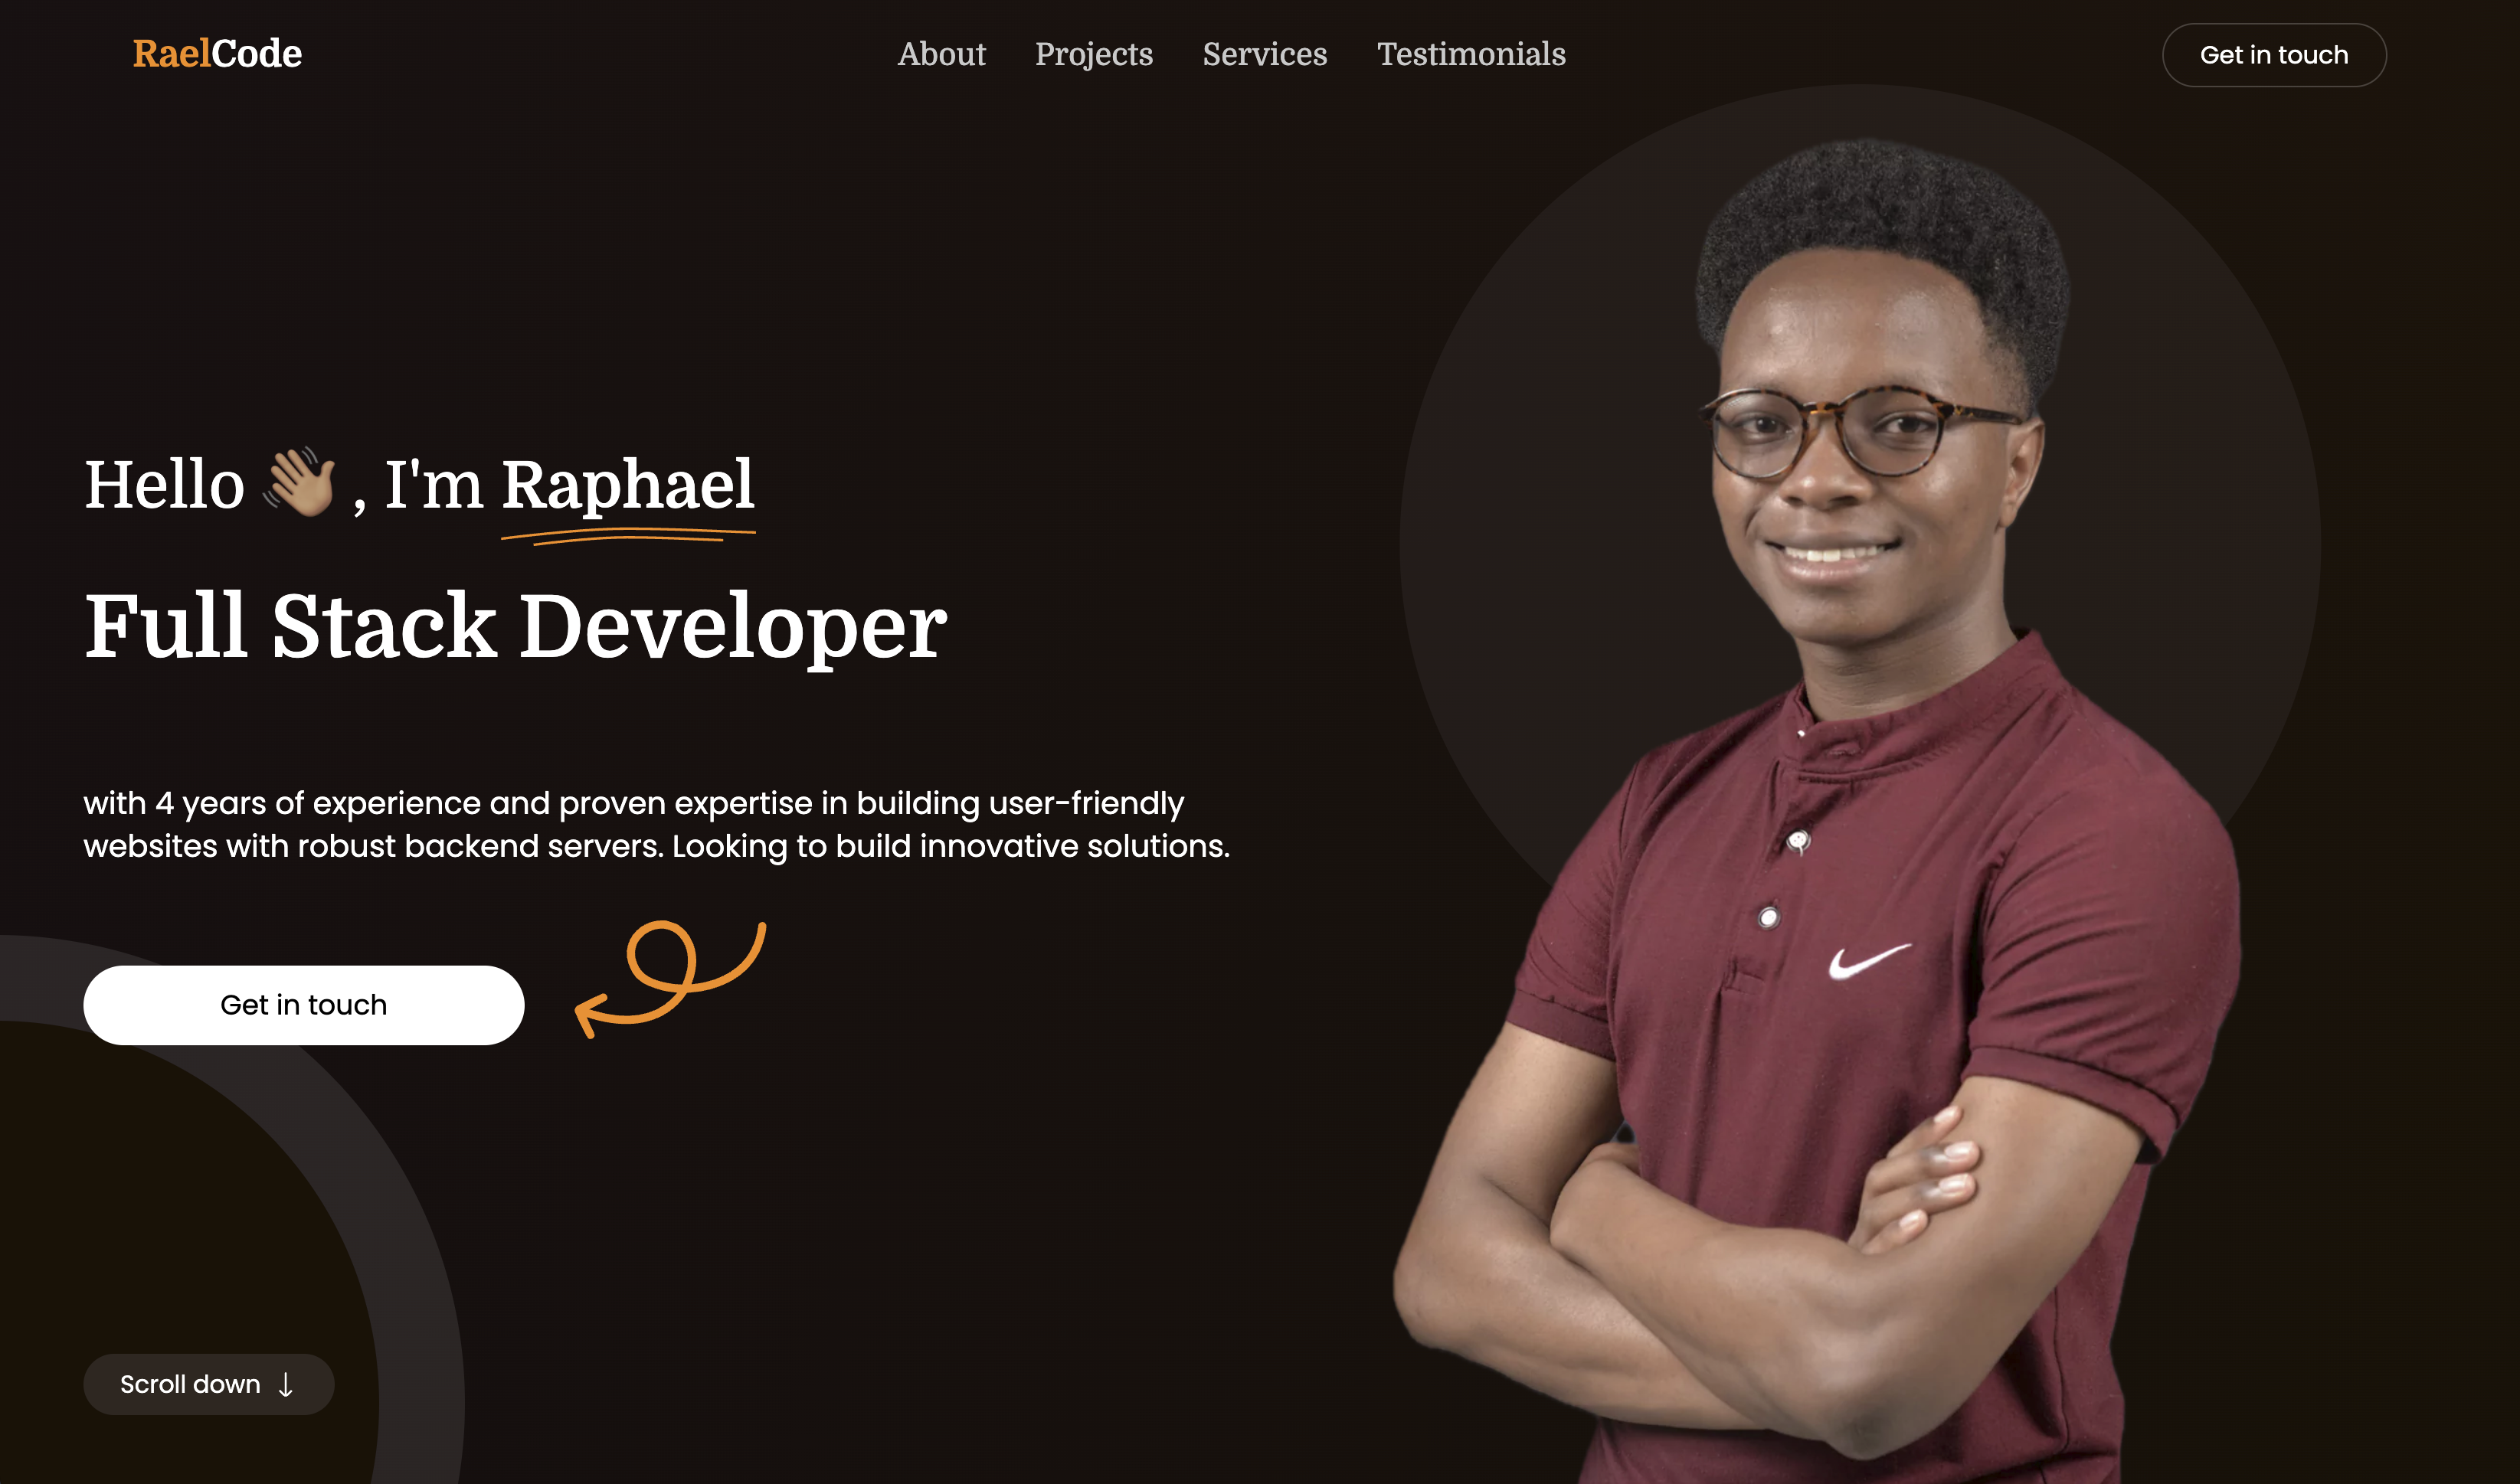 RaelCode
About Projects Services Testimonials
Get in touch
Hello 👋🏽 , I'm Raphael
Full Stack Developer
with 4 years of experience and proven expertise in building user-friendly
websites with robust backend servers. Looking to build innovative solutions.
Get in touch
Scroll down ↓